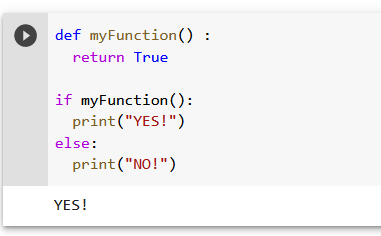 def myFunction() :
  return True

if myFunction():
  print("YES!")
else:
  print("NO!")
YES!